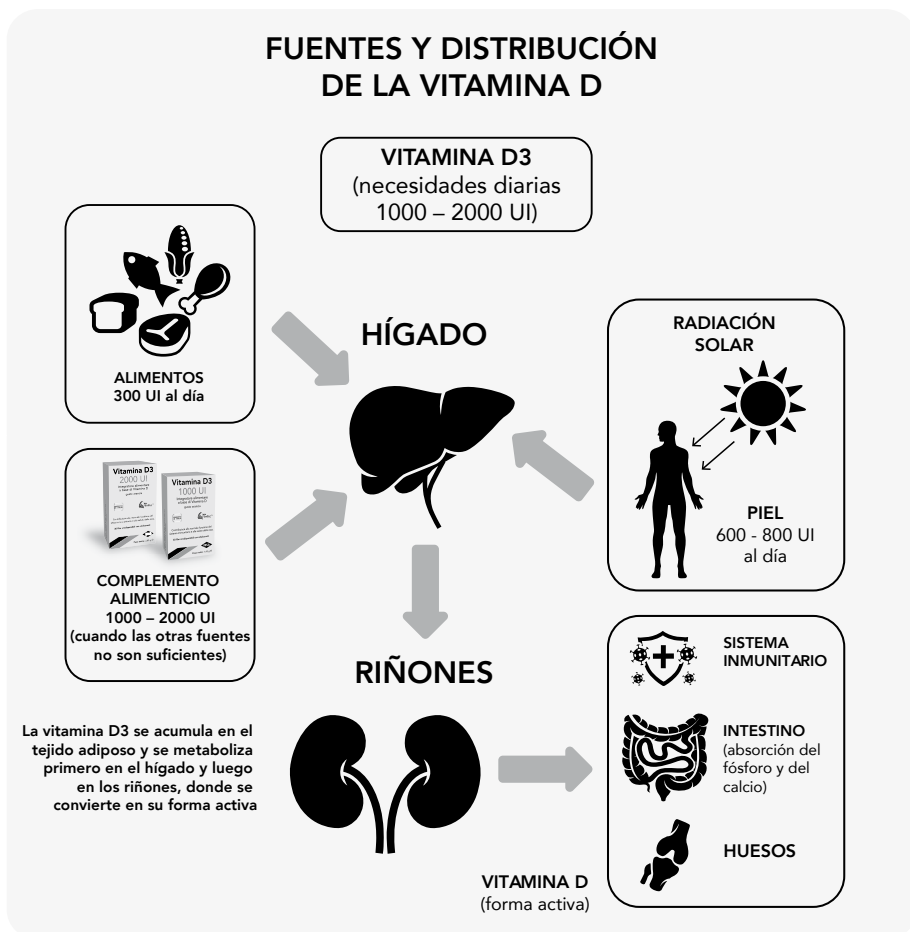 FUENTES Y DISTRIBUCIÓN
DE LA VITAMINA D
VITAMINA D3
(necesidades diarias
1000 – 2000 UI)
ALIMENTOS
300 UI al día
HÍGADO
RADIACIÓN
SOLAR
PIEL
600 - 800 UI
al día
Vitamina D3
2000 UI
Vitamina D3
1000 UI
COMPLEMENTO
ALIMENTICIO
1000 – 2000 UI
(cuando las otras fuentes
no son suficientes)
RIÑONES
La vitamina D3 se acumula en el
tejido adiposo y se metaboliza
primero en el hígado y luego
en los riñones, donde se
convierte en su forma activa
SISTEMA
INMUNITARIO
INTESTINO
(absorción del
fósforo y del
calcio)
HUESOS
VITAMINA D
(forma activa)